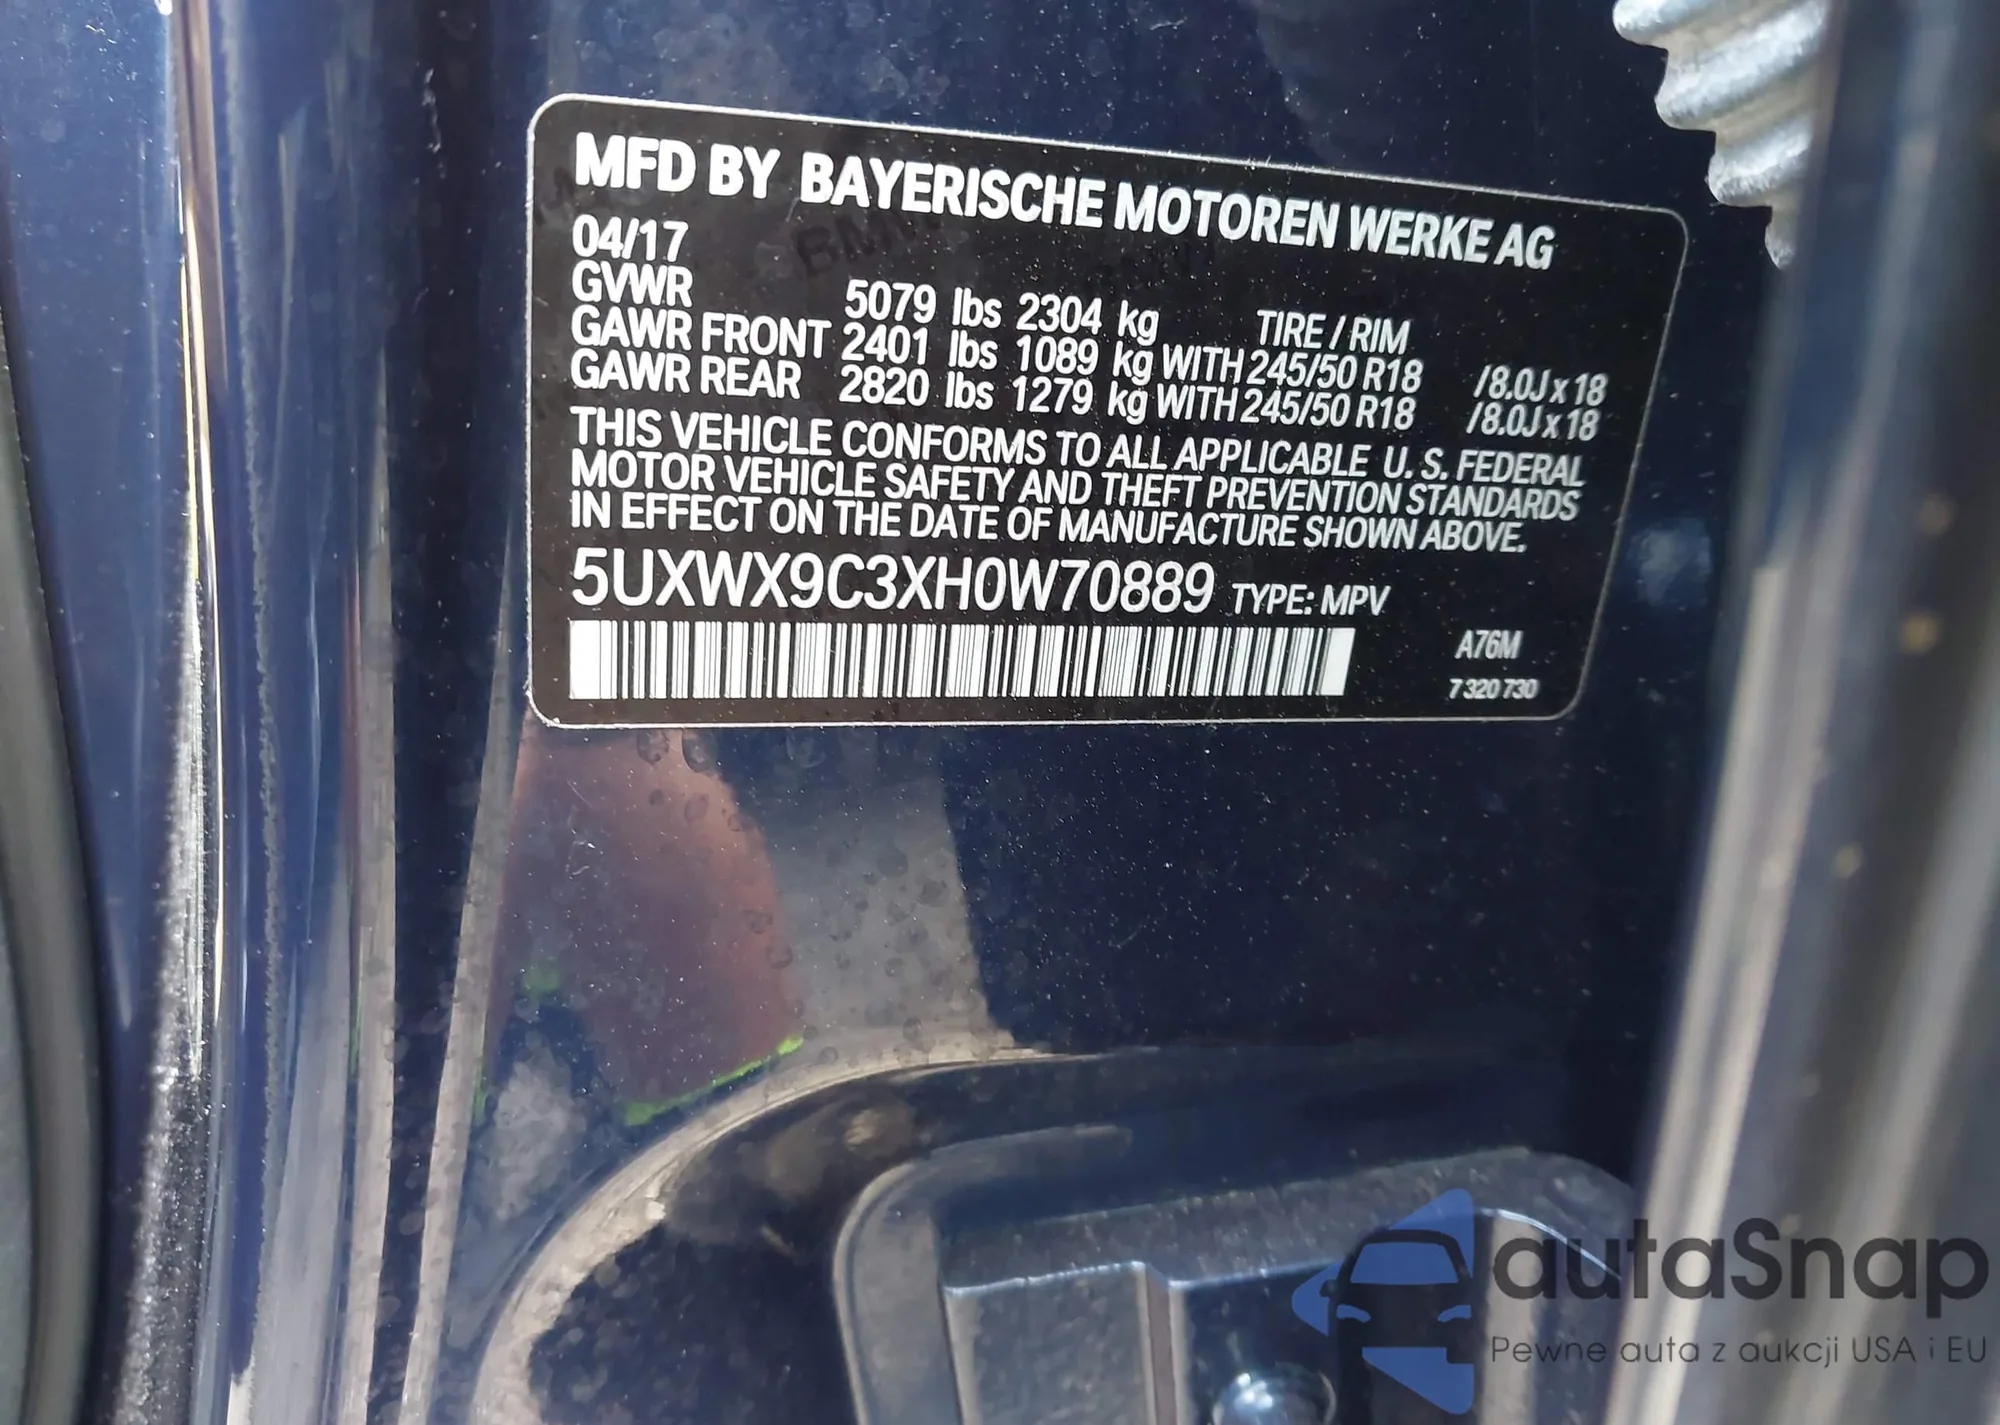 MFD BY BAYERISCHE MOTOREN WERKE AG
04/17
GVWR 5079 lbs 2304 kg TIRE / RIM
GAWR FRONT 2401 lbs 1089 kg WITH 245/50 R18 /8.0J x 18
GAWR REAR 2820 lbs 1279 kg WITH 245/50 R18 /8.0J x 18
THIS VEHICLE CONFORMS TO ALL APPLICABLE U. S. FEDERAL
MOTOR VEHICLE SAFETY AND THEFT PREVENTION STANDARDS
IN EFFECT ON THE DATE OF MANUFACTURE SHOWN ABOVE.
5UXWX9C3XH0W70889 TYPE: MPV
A76M
7 320 730
autaSnap
Pewne auta z aukcji USA i EU